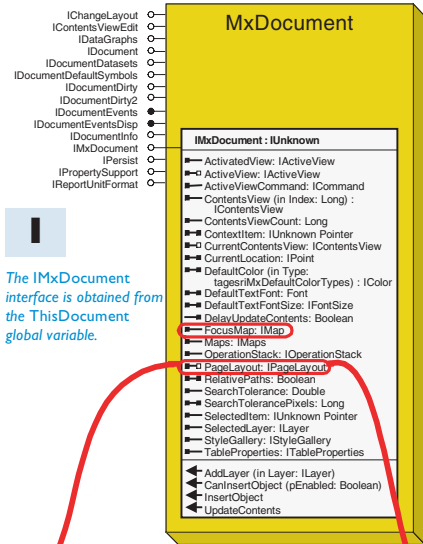 IChangeLayout
IContentsViewEdit
IDataGraphs
IDocument
IDocumentDatasets
IDocumentDefaultSymbols
IDocumentDirty
IDocumentDirty2
IDocumentEvents
IDocumentEventsDisp
IDocumentInfo
IMxDocument
IPersist
IPropertySupport
IReportUnitFormat
I
The IMxDocument
interface is obtained from
the ThisDocument
global variable.
MxDocument
IMxDocument : IUnknown
ActivatedView: IActiveView
ActiveView: IActiveView
ActiveViewCommand: ICommand
ContentsView (in Index: Long) :
IContentsView
ContentsViewCount: Long
ContextItem: IUnknown Pointer
CurrentContentsView: IContentsView
CurrentLocation: IPoint
DefaultColor (in Type:
tagesriMxDefaultColorTypes) : IColor
DefaultTextFont: Font
DefaultTextFontSize: IFontSize
DelayUpdateContents: Boolean
FocusMap: IMap
Maps: IMaps
OperationStack: IOperationStack
PageLayout: IPageLayout
RelativePaths: Boolean
SearchTolerance: Double
SearchTolerancePixels: Long
SelectedItem: IUnknown Pointer
SelectedLayer: ILayer
StyleGallery: IStyleGallery
TableProperties: ITableProperties
AddLayer (in Layer: ILayer)
CanInsertObject (pEnabled: Boolean)
InsertObject
UpdateContents